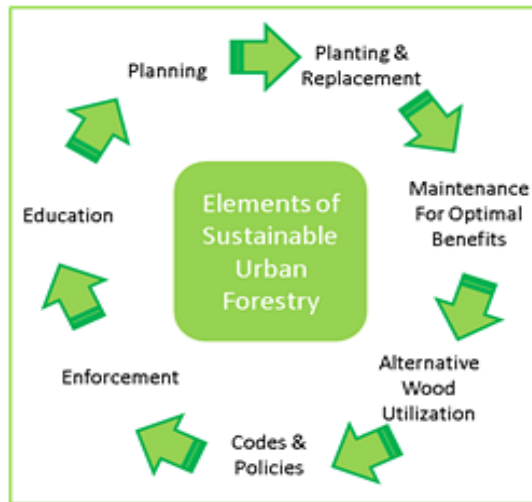 Planning
Planting &
Replacement
Maintenance
For Optimal
Benefits
Alternative
Wood
Utilization
Codes &
Policies
Enforcement
Education
Elements of
Sustainable
Urban
Forestry